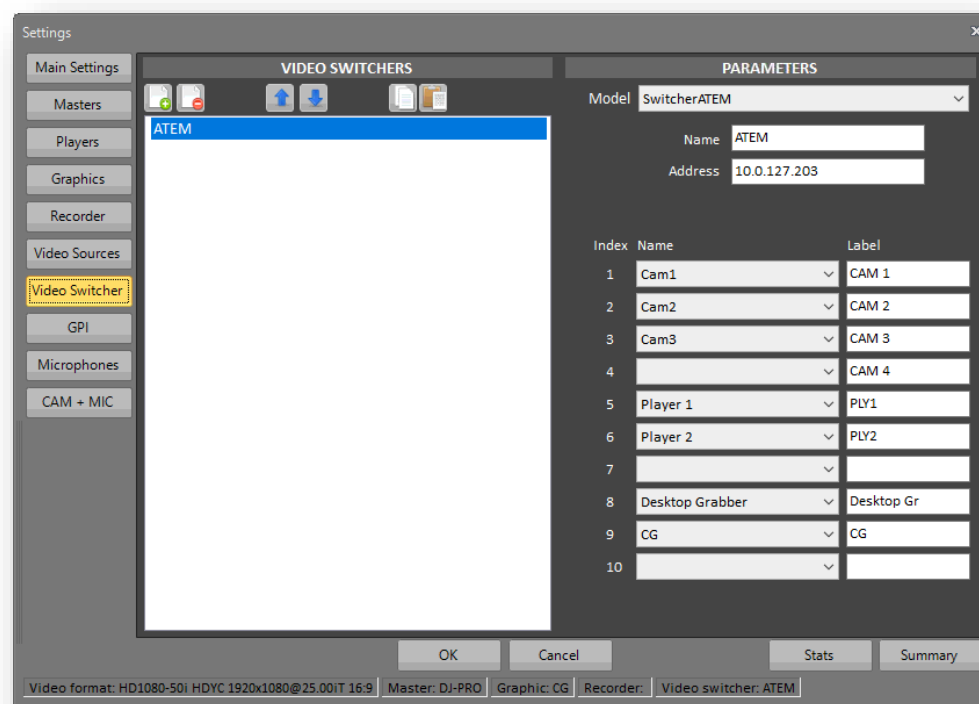 Settings
Main Settings
Masters
Players
Graphics
Recorder
Video Sources
Video Switcher
GPI
Microphones
CAM + MIC
VIDEO SWITCHERS
ATEM
PARAMETERS
Model SwitcherATEM
Name ATEM
Address 10.0.127.203
Index Name Label
1 Cam1 CAM 1
2 Cam2 CAM 2
3 Cam3 CAM 3
4 CAM 4
5 Player 1 PLY1
6 Player 2 PLY2
7
8 Desktop Grabber Desktop Gr
9 CG CG
10
OK Cancel Stats Summary
Video format: HD1080-50i HDYC 1920x1080@25.00iT 16:9 Master: DJ-PRO Graphic: CG Recorder: Video switcher: ATEM